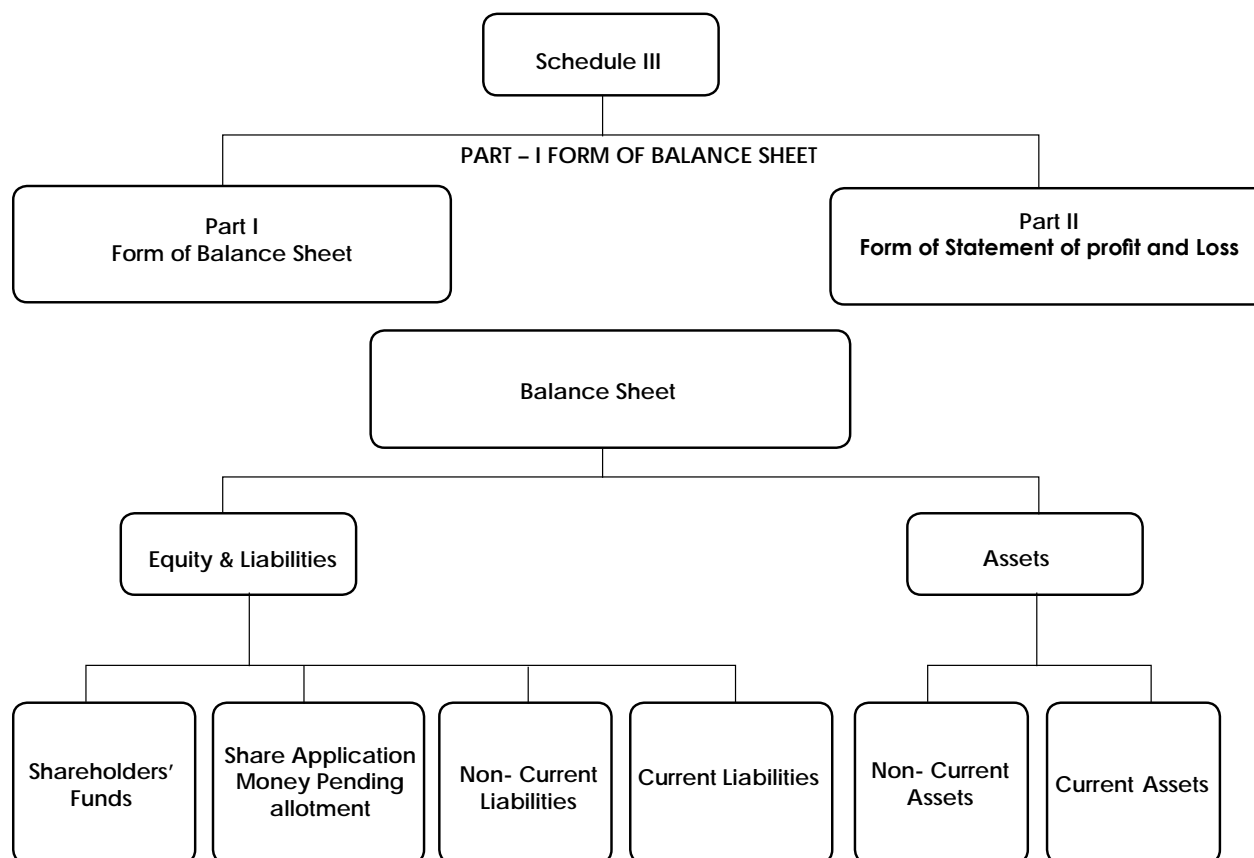 Schedule III
PART – I FORM OF BALANCE SHEET
Part I
Form of Balance Sheet
Part II
Form of Statement of profit and Loss
Balance Sheet
Equity & Liabilities
Assets
Shareholders’
Funds
Share Application
Money Pending
allotment
Non- Current
Liabilities
Current Liabilities
Non- Current
Assets
Current Assets